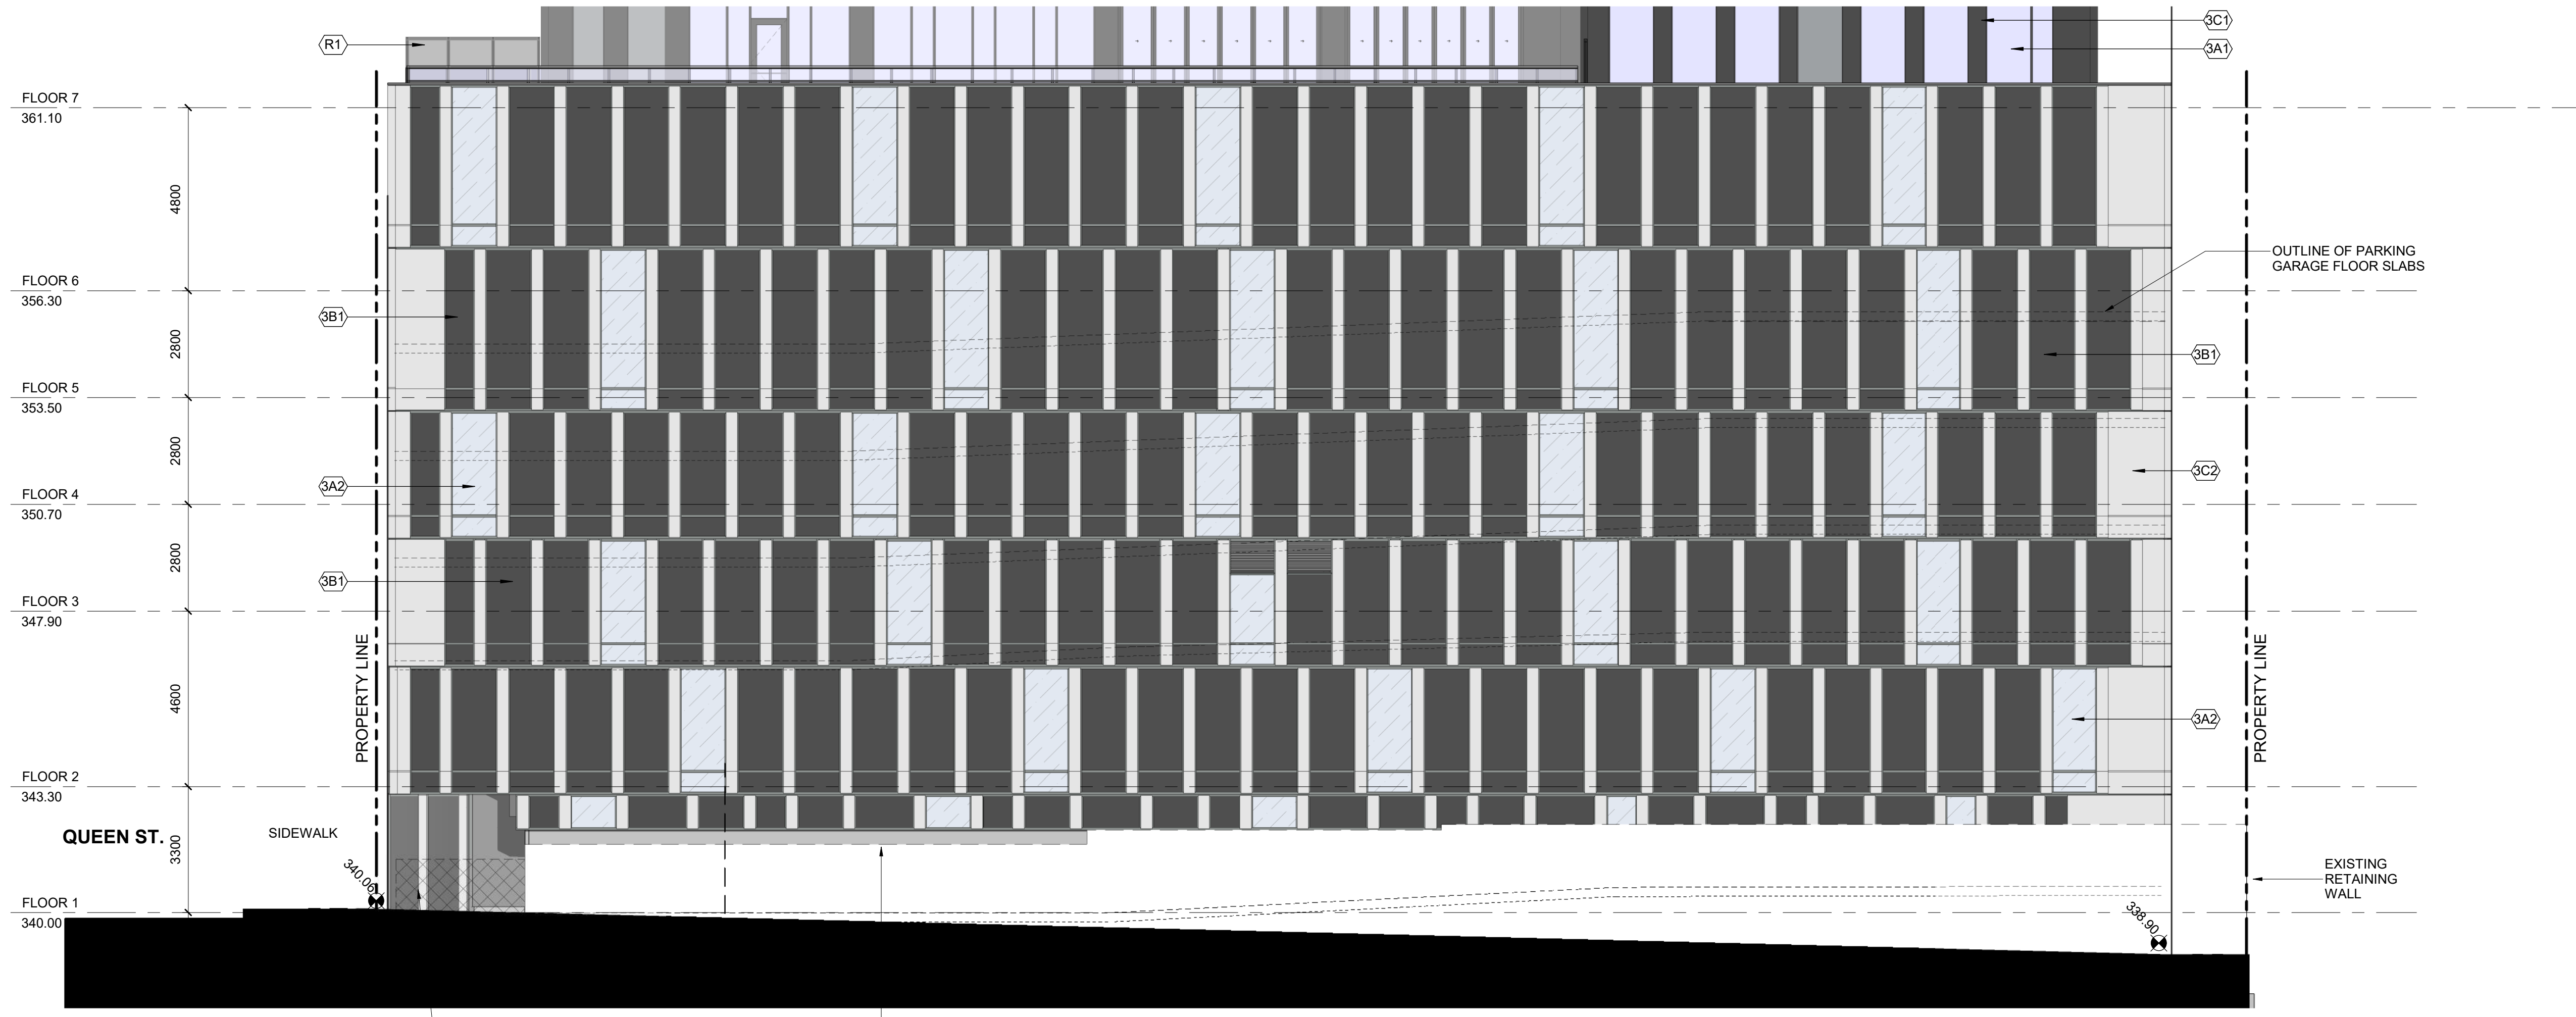 R1
3C1
3A1
FLOOR 7
361.10
4800
OUTLINE OF PARKING
GARAGE FLOOR SLABS
FLOOR 6
356.30
3B1
2800
3B1
FLOOR 5
353.50
2800
3C2
3A2
FLOOR 4
350.70
2800
3B1
FLOOR 3
347.90
PROPERTY LINE
PROPERTY LINE
4600
3A2
FLOOR 2
343.30
QUEEN ST.
SIDEWALK
3300
340.06
EXISTING
RETAINING
WALL
FLOOR 1
340.00
338.90